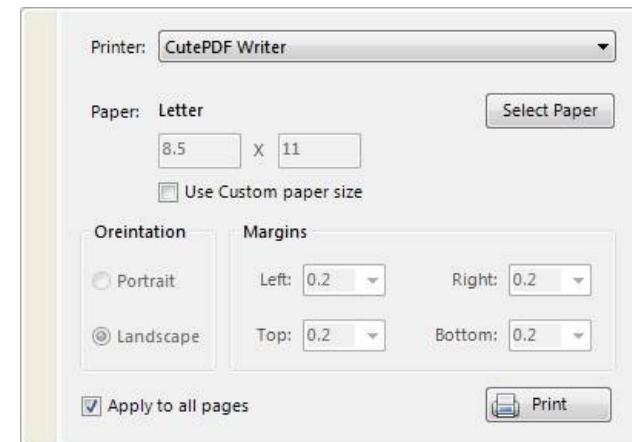 Printer: CutePDF Writer
Paper: Letter Select Paper
8.5 X 11
Use Custom paper size
Oreintation Margins
Portrait Left: 0.2 Right: 0.2
Landscape Top: 0.2 Bottom: 0.2
Apply to all pages Print